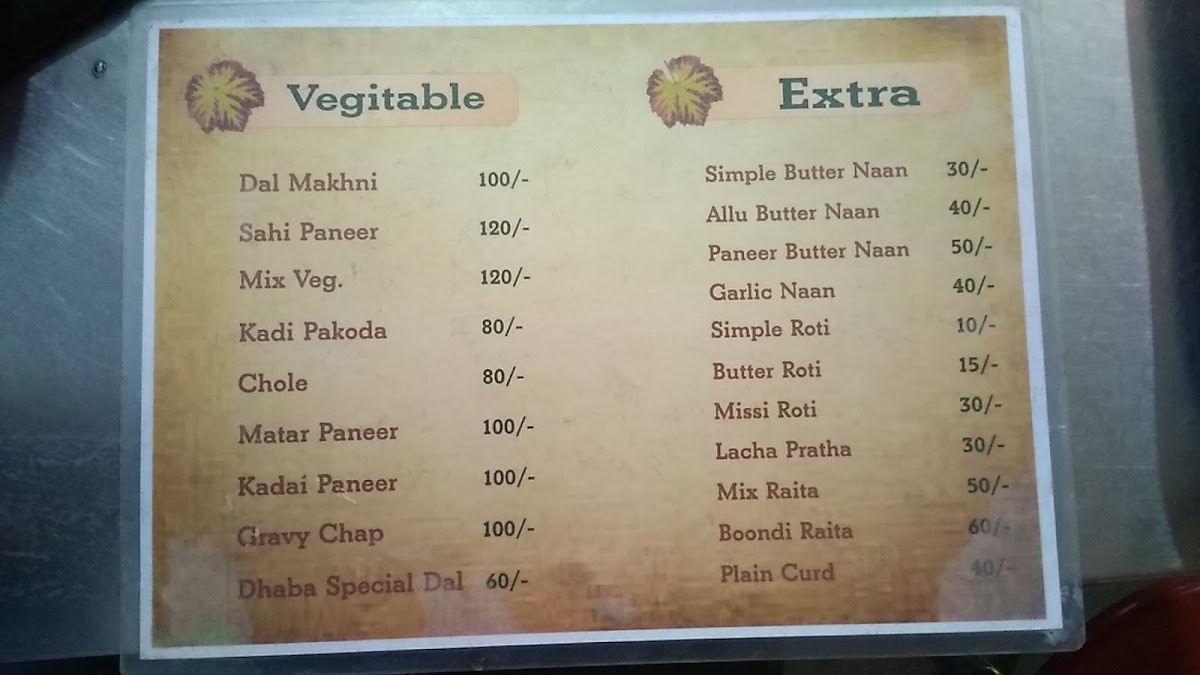 Vegitable
Dal Makhni 100/-
Sahi Paneer 120/-
Mix Veg. 120/-
Kadi Pakoda 80/-
Chole 80/-
Matar Paneer 100/-
Kadai Paneer 100/-
Gravy Chap 100/-
Dhaba Special Dal 60/-
Extra
Simple Butter Naan 30/-
Allu Butter Naan 40/-
Paneer Butter Naan 50/-
Garlic Naan 40/-
Simple Roti 10/-
Butter Roti 15/-
Missi Roti 30/-
Lacha Pratha 30/-
Mix Raita 50/-
Boondi Raita 60/-
Plain Curd 40/-